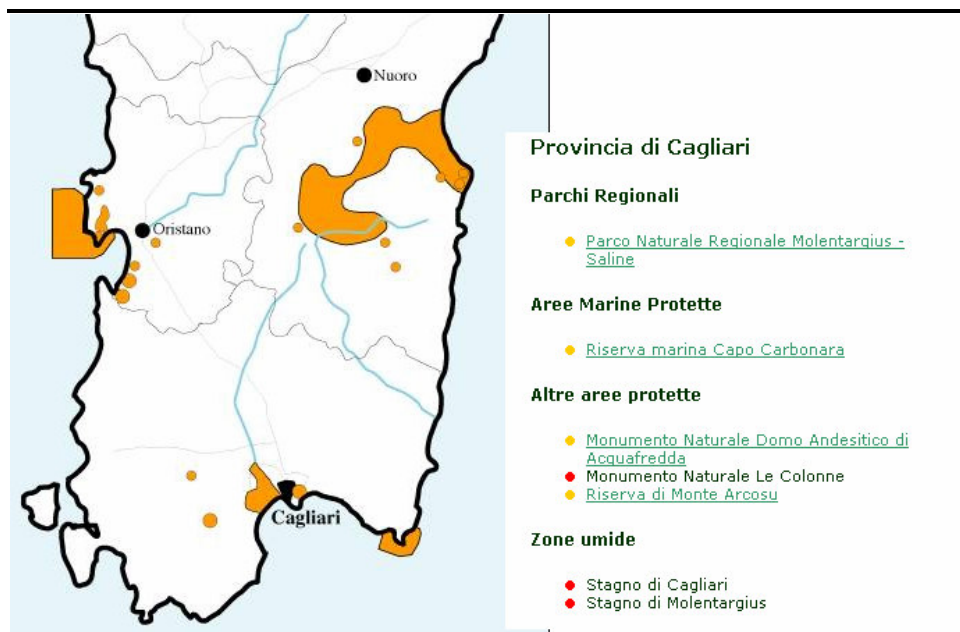 Nuoro
Oristano
Cagliari
Provincia di Cagliari
Parchi Regionali
Parco Naturale Regionale Molentargius -
Saline
Aree Marine Protette
Riserva marina Capo Carbonara
Altre aree protette
Monumento Naturale Domo Andesitico di
Acquafredda
Monumento Naturale Le Colonne
Riserva di Monte Arcosu
Zone umide
Stagno di Cagliari
Stagno di Molentargius